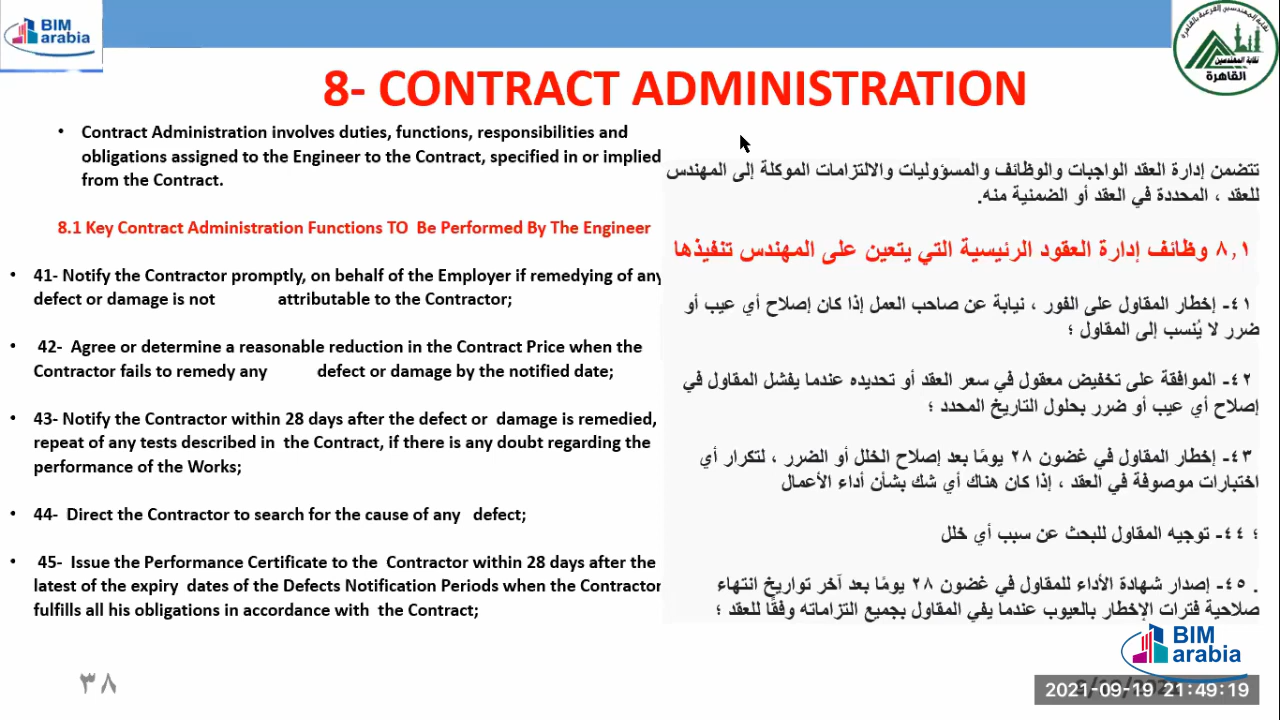 BIM
arabia
نقابة المهندسين الفرعية بالقاهرة
نقابة المهندسين
القاهرة
8- CONTRACT ADMINISTRATION
• Contract Administration involves duties, functions, responsibilities and
obligations assigned to the Engineer to the Contract, specified in or implied
from the Contract.
8.1 Key Contract Administration Functions TO Be Performed By The Engineer
• 41- Notify the Contractor promptly, on behalf of the Employer if remedying of any
defect or damage is not attributable to the Contractor;
• 42- Agree or determine a reasonable reduction in the Contract Price when the
Contractor fails to remedy any defect or damage by the notified date;
• 43- Notify the Contractor within 28 days after the defect or damage is remedied,
repeat of any tests described in the Contract, if there is any doubt regarding the
performance of the Works;
• 44- Direct the Contractor to search for the cause of any defect;
• 45- Issue the Performance Certificate to the Contractor within 28 days after the
latest of the expiry dates of the Defects Notification Periods when the Contractor
fulfills all his obligations in accordance with the Contract;
تتضمن إدارة العقد الواجبات والوظائف والمسؤوليات والالتزامات الموكلة إلى المهندس
للعقد ، المحددة في العقد أو الضمنية منه.
٨,١ وظائف إدارة العقود الرئيسية التي يتعين على المهندس تنفيذها
٤١- إخطار المقاول على الفور ، نيابة عن صاحب العمل إذا كان إصلاح أي عيب أو
ضرر لا يُنسب إلى المقاول ؛
٤٢- الموافقة على تخفيض معقول في سعر العقد أو تحديده عندما يفشل المقاول في
إصلاح أي عيب أو ضرر بحلول التاريخ المحدد ؛
٤٣- إخطار المقاول في غضون ٢٨ يومًا بعد إصلاح الخلل أو الضرر ، لتكرار أي
اختبارات موصوفة في العقد ، إذا كان هناك أي شك بشأن أداء الأعمال
؛ ٤٤- توجيه المقاول للبحث عن سبب أي خلل
. ٤٥- إصدار شهادة الأداء للمقاول في غضون ٢٨ يومًا بعد آخر تواريخ انتهاء
صلاحية فترات الإخطار بالعيوب عندما يفي المقاول بجميع التزاماته وفقًا للعقد ؛
BIM
arabia
٣٨
2021-09-19 21:49:19